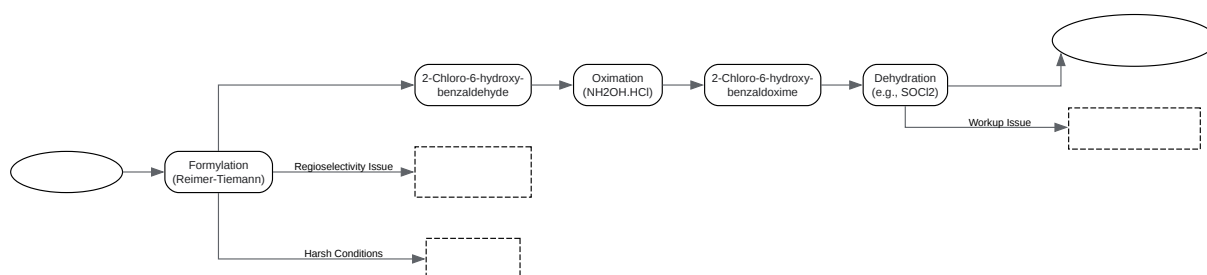 2-Chloro-6-hydroxy-
benzaldehyde
Oximation
(NH2OH.HCl)
2-Chloro-6-hydroxy-
benzaldoxime
Dehydration
(e.g., SOCl2)
Workup Issue
Formylation
(Reimer-Tiemann)
Regioselectivity Issue
Harsh Conditions